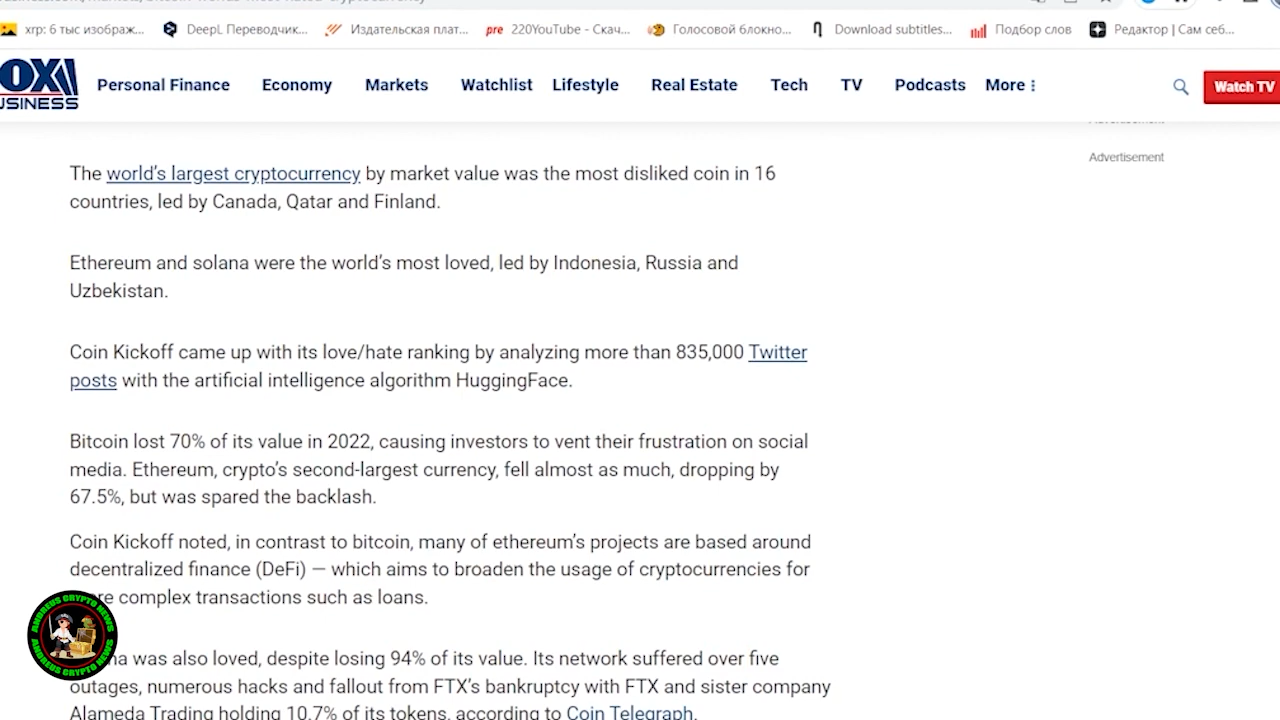 хгр: 6 тыс изображ...
DeepL Переводчик...
Издательская плат...
pre 220YouTube - Скач...
Голосовой блокно...
Download subtitles...
Подбор слов
Редактор | Сам себ...
OX
USINESS
Personal Finance
Economy
Markets
Watchlist
Lifestyle
Real Estate
Tech
TV
Podcasts
More
Watch TV
Advertisement
The world's largest cryptocurrency by market value was the most disliked coin in 16
countries, led by Canada, Qatar and Finland.
Ethereum and solana were the world's most loved, led by Indonesia, Russia and
Uzbekistan.
Coin Kickoff came up with its love/hate ranking by analyzing more than 835,000 Twitter
posts with the artificial intelligence algorithm HuggingFace.
Bitcoin lost 70% of its value in 2022, causing investors to vent their frustration on social
media. Ethereum, crypto's second-largest currency, fell almost as much, dropping by
67.5%, but was spared the backlash.
Coin Kickoff noted, in contrast to bitcoin, many of ethereum's projects are based around
decentralized finance (DeFi) — which aims to broaden the usage of cryptocurrencies for
complex transactions such as loans.
was also loved, despite losing 94% of its value. Its network suffered over five
outages, numerous hacks and fallout from FTX's bankruptcy with FTX and sister company
Alameda Trading holding 10.7% of its tokens, according to Coin Telegraph.
ANDREUS CRYPTO NEWS
ANDREUS CRYPTO NEWS